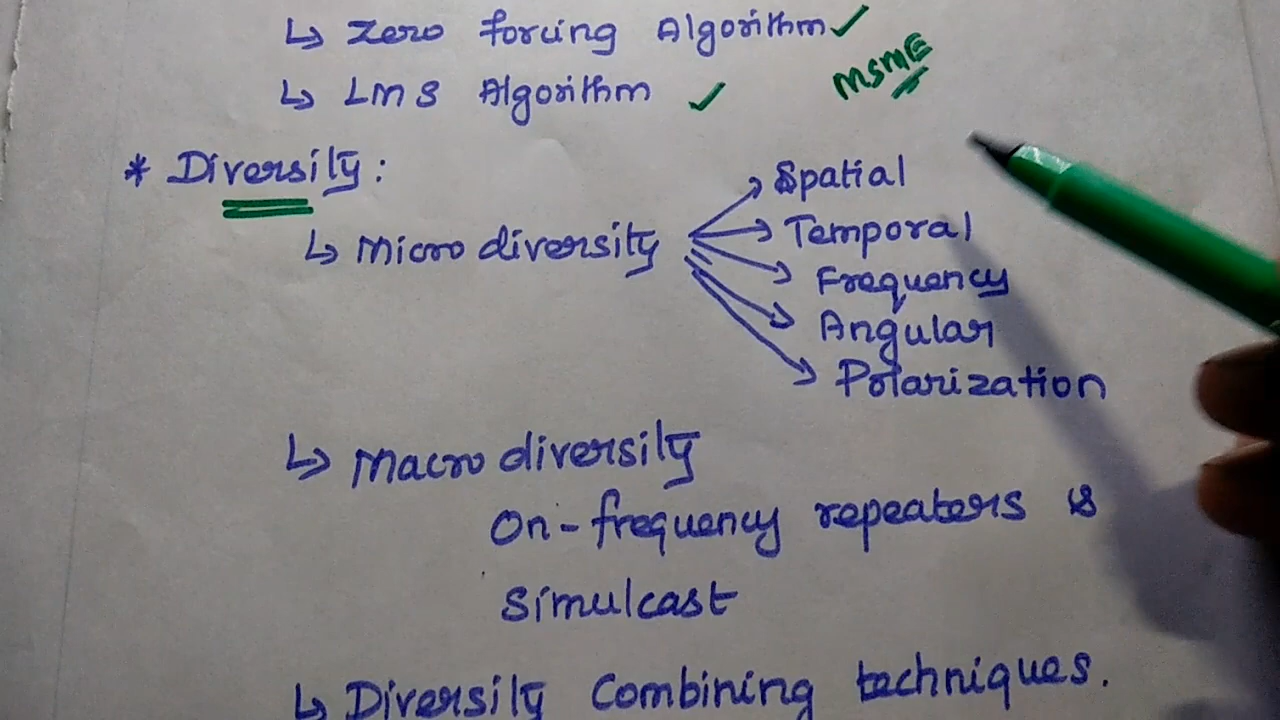 ↳ Zero forcing Algorithm ✓
↳ LMS Algorithm ✓ MSME
* Diversity:
↳ Micro diversity → Spatial
→ Temporal
→ Frequency
→ Angular
→ Polarization
↳ Macro diversity
On-frequency repeaters &
Simulcast
↳ Diversity Combining techniques.